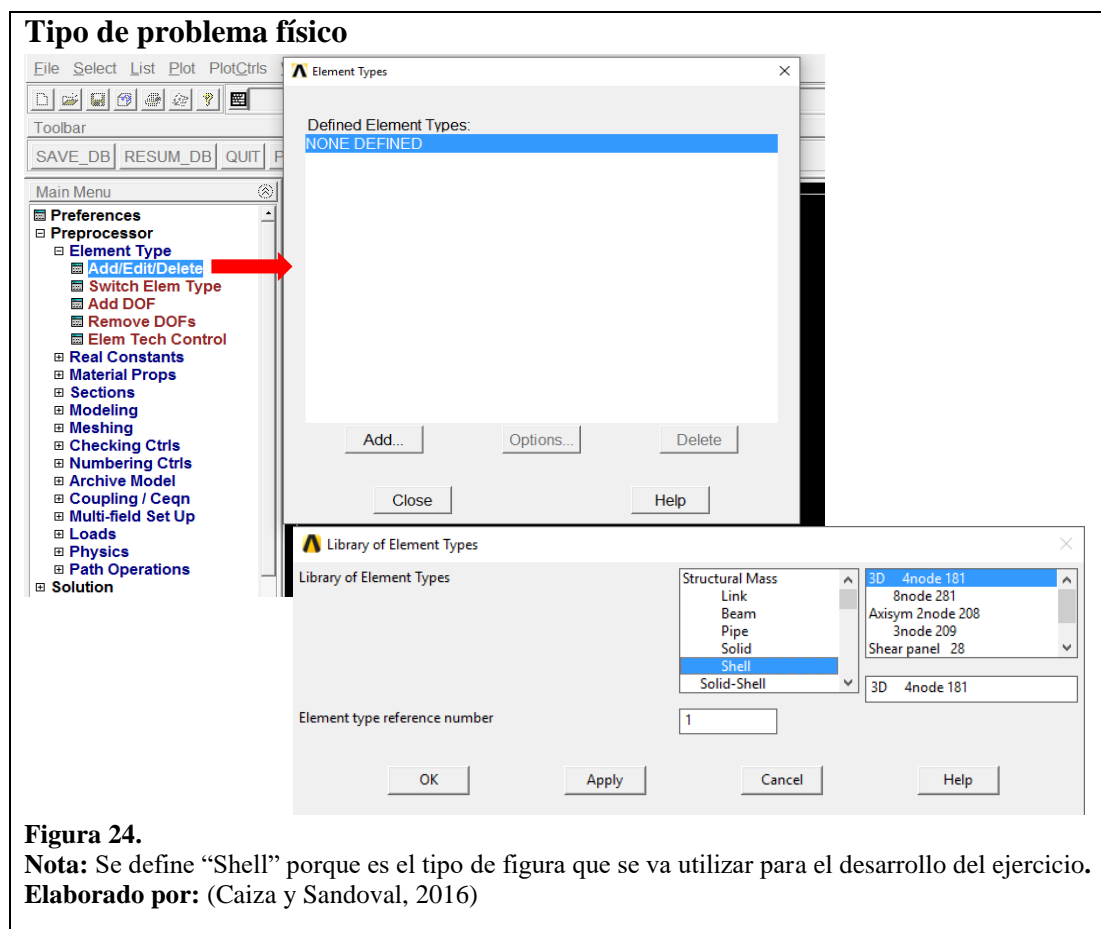 Tipo de problema físico
File Select List Plot PlotCtrls
Toolbar
SAVE_DB RESUM_DB QUIT
Main Menu
Preferences
Preprocessor
Element Type
Add/Edit/Delete
Switch Elem Type
Add DOF
Remove DOFs
Elem Tech Control
Real Constants
Material Props
Sections
Modeling
Meshing
Checking Ctrls
Numbering Ctrls
Archive Model
Coupling / Ceqn
Multi-field Set Up
Loads
Physics
Path Operations
Solution
Element Types
Defined Element Types:
NONE DEFINED
Add... Options... Delete
Close Help
Library of Element Types
Library of Element Types
Structural Mass
Link
Beam
Pipe
Solid
Shell
Solid-Shell
3D 4node 181
8node 281
Axisym 2node 208
3node 209
Shear panel 28
3D 4node 181
Element type reference number
1
OK Apply Cancel Help
Figura 24.
Nota: Se define “Shell” porque es el tipo de figura que se va utilizar para el desarrollo del ejercicio.
Elaborado por: (Caiza y Sandoval, 2016)